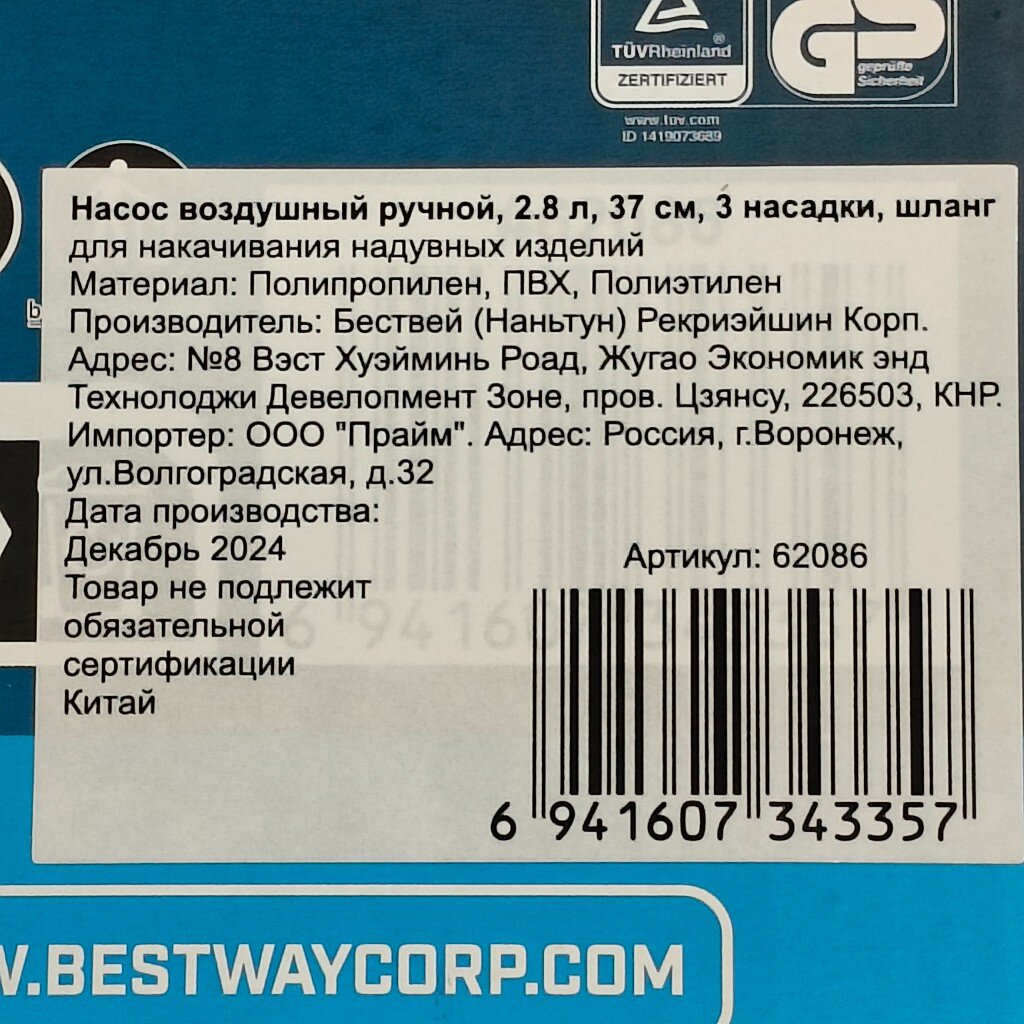 TÜVRheinland
ZERTIFIZIERT
geprüfte
Sicherheit
www.tuv.com
ID 1419073689
Насос воздушный ручной, 2.8 л, 37 см, 3 насадки, шланг
для накачивания надувных изделий
Материал: Полипропилен, ПВХ, Полиэтилен
Производитель: Бествей (Наньтун) Рекриэйшин Корп.
Адрес: №8 Вэст Хуэйминь Роад, Жугао Экономик энд
Технолоджи Девелопмент Зоне, пров. Цзянсу, 226503, КНР.
Импортер: ООО "Прайм". Адрес: Россия, г.Воронеж,
ул.Волгоградская, д.32
Дата производства:
Декабрь 2024
Товар не подлежит
обязательной
сертификации
Китай
Артикул: 62086
6 941607 343357
W.BESTWAYCORP.COM